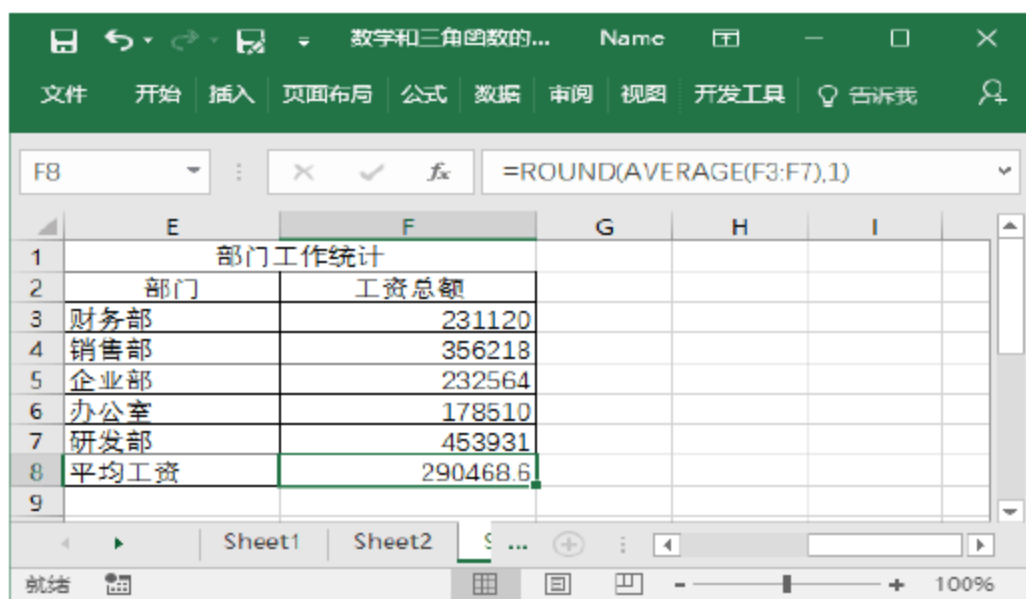 数学和三角函数的... Name
文件 开始 插入 页面布局 公式 数据 审阅 视图 开发工具 告诉我
F8 fx =ROUND(AVERAGE(F3:F7),1)
E F G H I
1 部门工作统计
2 部门 工资总额
3 财务部 231120
4 销售部 356218
5 企业部 232564
6 办公室 178510
7 研发部 453931
8 平均工资 290468.6
9
Sheet1 Sheet2 S ...
就绪 100%